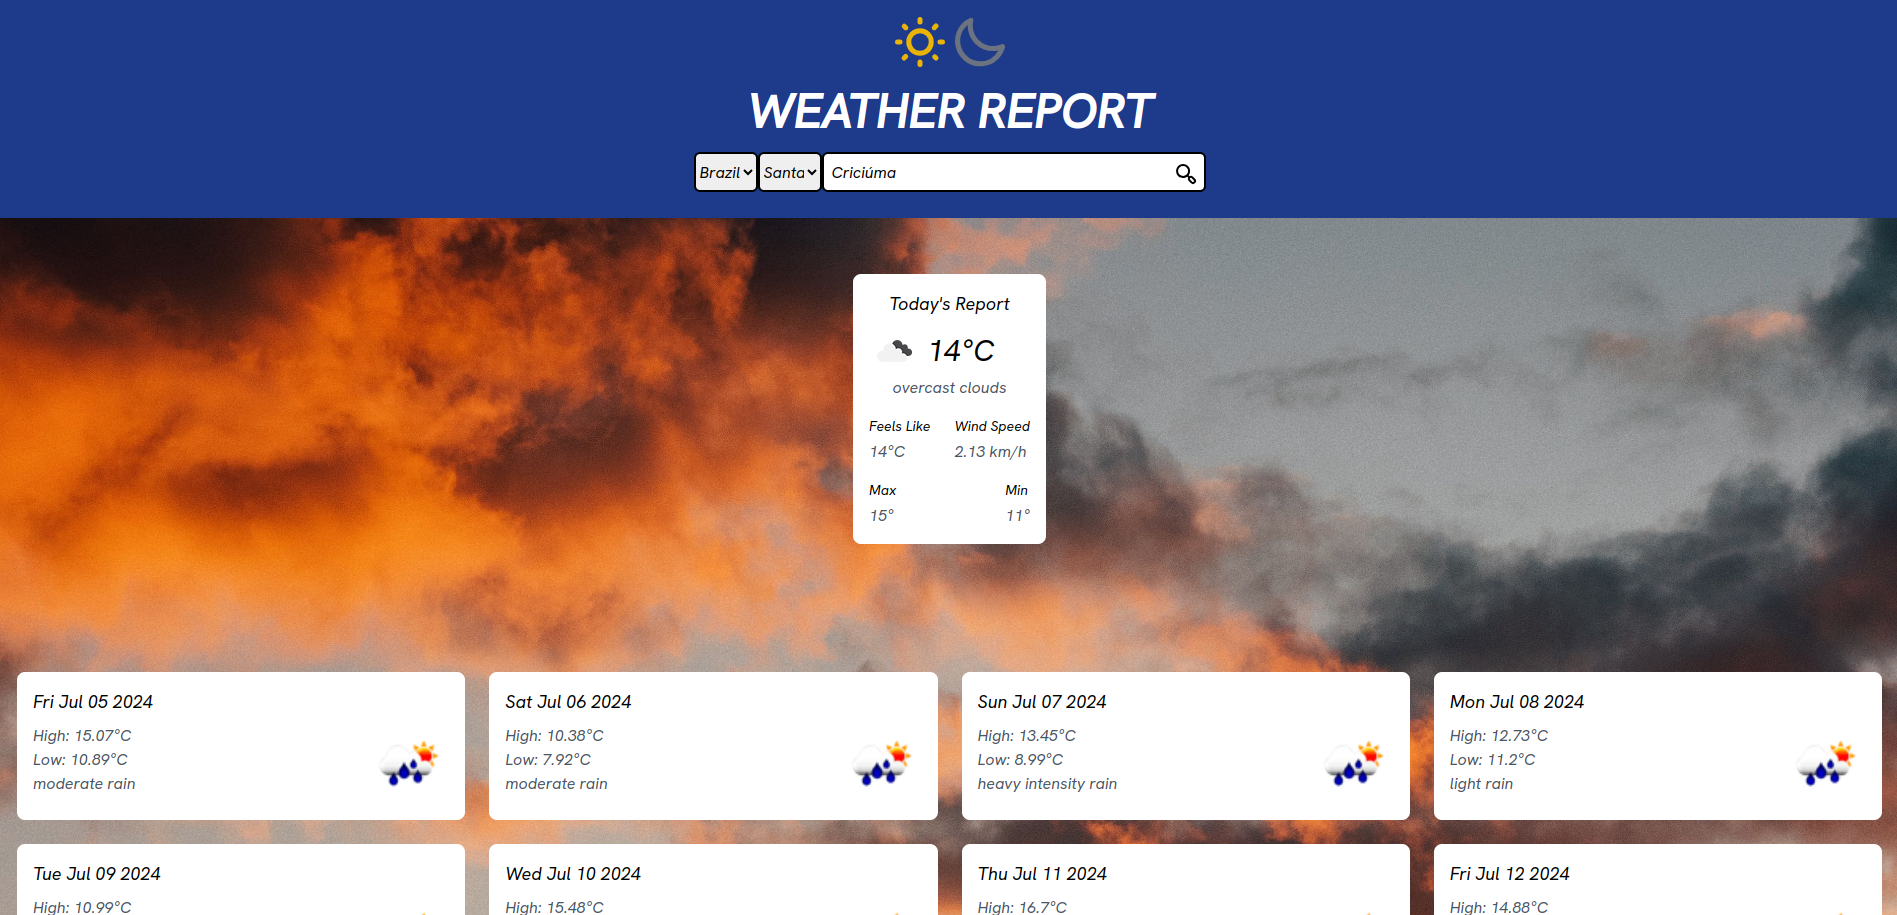 WEATHER REPORT
Brazil Santa Criciúma
Today's Report
14°C
overcast clouds
Feels Like Wind Speed
14°C 2.13 km/h
Max Min
15° 11°
Fri Jul 05 2024
High: 15.07°C
Low: 10.89°C
moderate rain
Sat Jul 06 2024
High: 10.38°C
Low: 7.92°C
moderate rain
Sun Jul 07 2024
High: 13.45°C
Low: 8.99°C
heavy intensity rain
Mon Jul 08 2024
High: 12.73°C
Low: 11.2°C
light rain
Tue Jul 09 2024
High: 10.99°C
Wed Jul 10 2024
High: 15.48°C
Thu Jul 11 2024
High: 16.7°C
Fri Jul 12 2024
High: 14.88°C